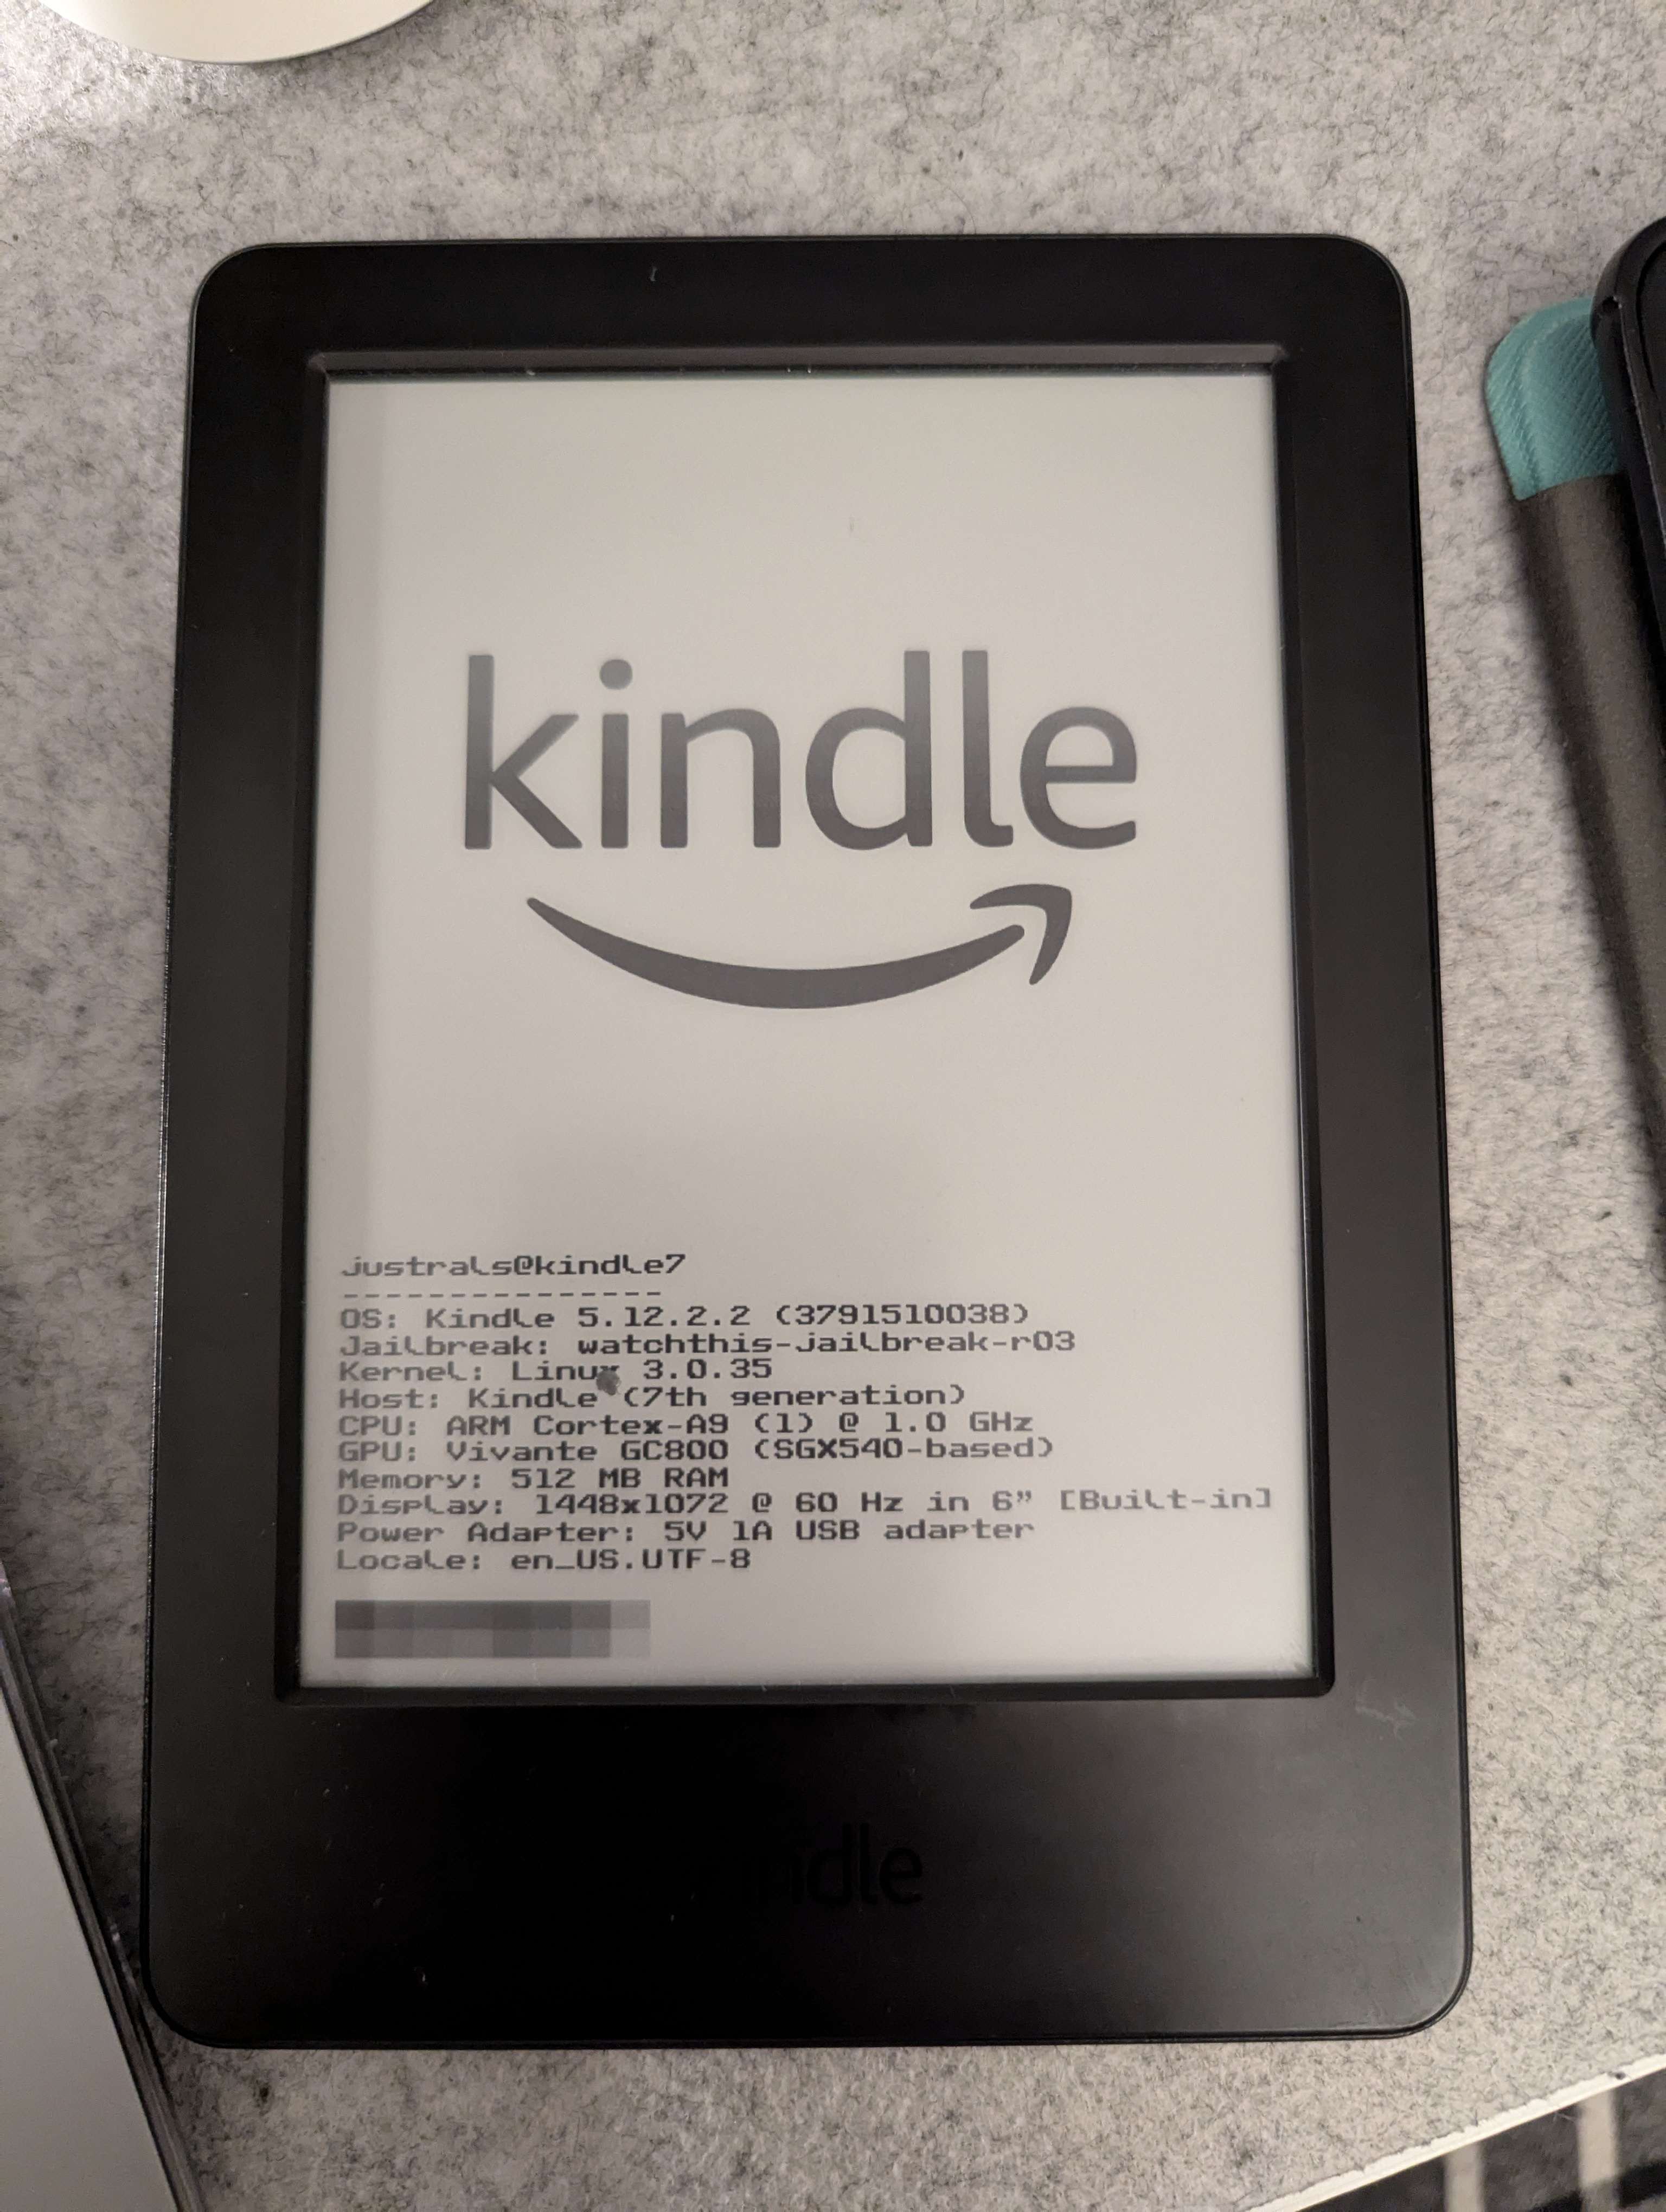 kindle
justrals@kindle7
---------------
OS: Kindle 5.12.2.2 (3791510038)
Jailbreak: watchthis-jailbreak-r03
Kernel: Linux 3.0.35
Host: Kindle (7th generation)
CPU: ARM Cortex-A9 (1) @ 1.0 GHz
GPU: Vivante GC800 (SGX540-based)
Memory: 512 MB RAM
Display: 1448x1072 @ 60 Hz in 6” [Built-in]
Power Adapter: 5V 1A USB adapter
Locale: en_US.UTF-8
kindle